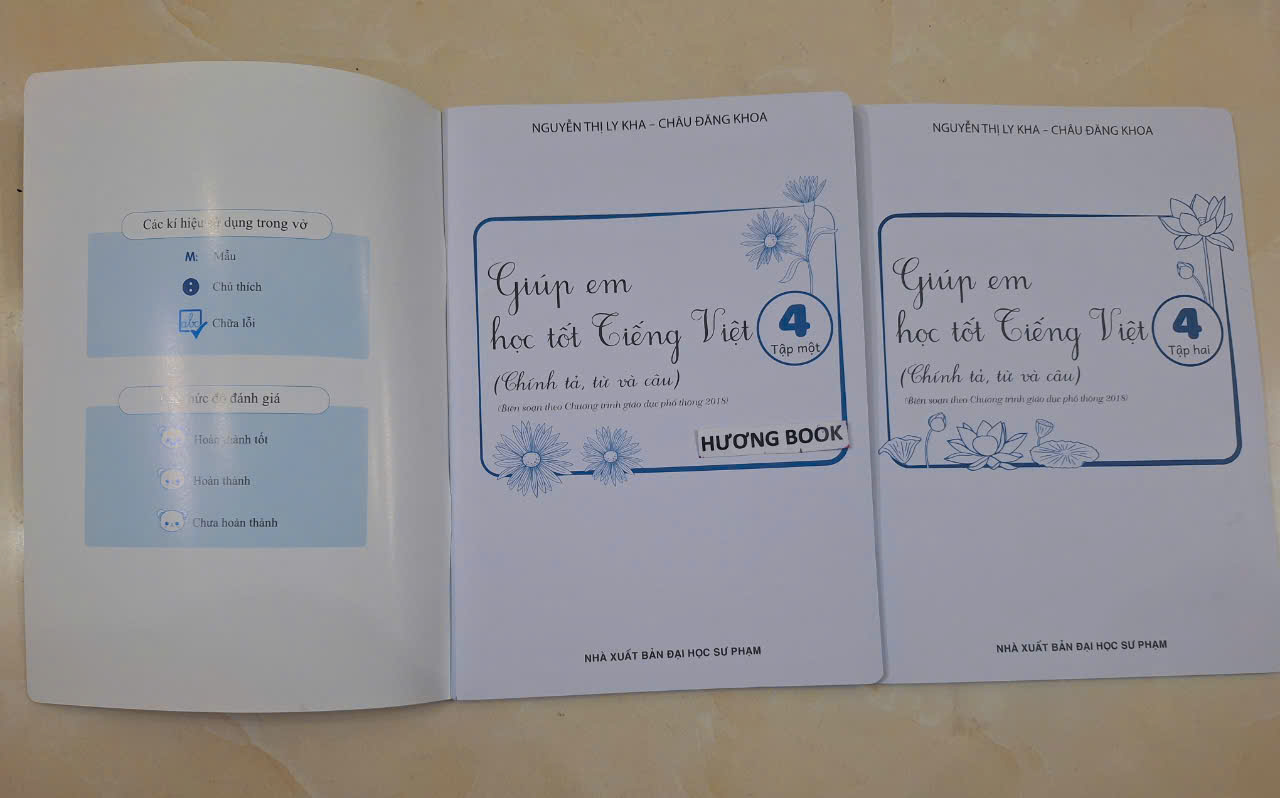 Các kí hiệu sử dụng trong vở
M: Mẫu
Chú thích
abc Chữa lỗi
đánh giá
Hoàn thành tốt
Hoàn thành
Chưa hoàn thành
NGUYỄN THỊ LY KHA – CHÂU ĐĂNG KHOA
Giúp em
học tốt Tiếng Việt
4
Tập một
(Chính tả, từ và câu)
(Biên soạn theo Chương trình giáo dục phổ thông 2018)
HƯƠNG BOOK
NHÀ XUẤT BẢN ĐẠI HỌC SƯ PHẠM
NGUYỄN THỊ LY KHA – CHÂU ĐĂNG KHOA
Giúp em
học tốt Tiếng Việt
4
Tập hai
(Chính tả, từ và câu)
(Biên soạn theo Chương trình giáo dục phổ thông 2018)
NHÀ XUẤT BẢN ĐẠI HỌC SƯ PHẠM